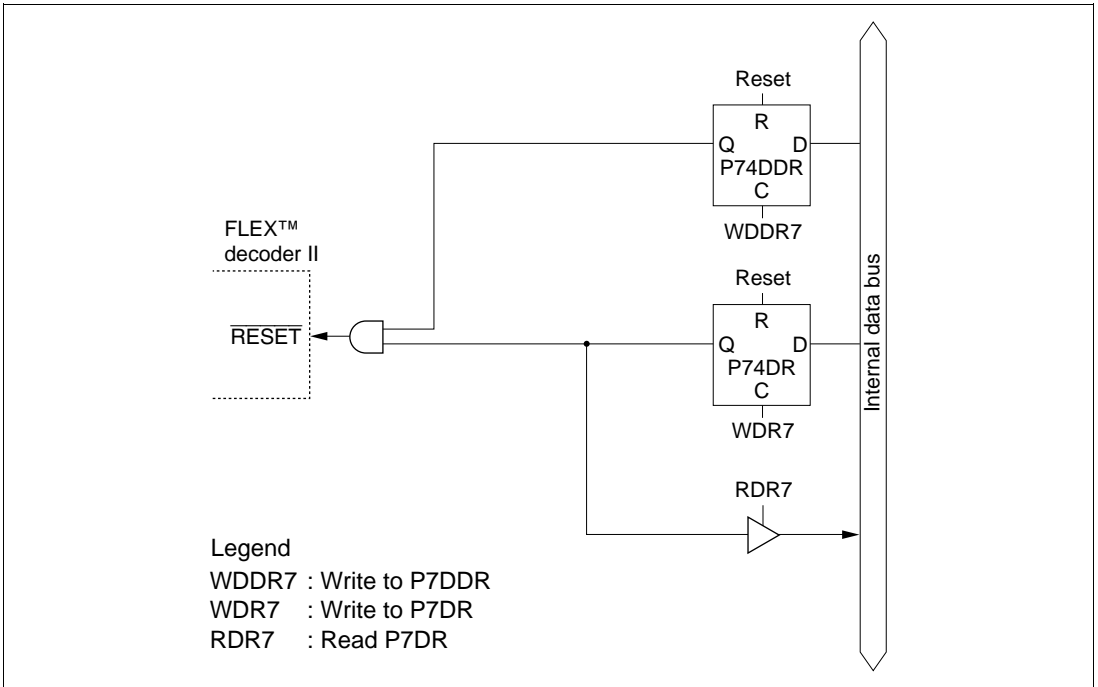 Reset
R
Q D
P74DDR
C
WDDR7
FLEX™
decoder II
RESET
Reset
R
Q D
P74DR
C
WDR7
RDR7
Internal data bus
Legend
WDDR7 : Write to P7DDR
WDR7 : Write to P7DR
RDR7 : Read P7DR